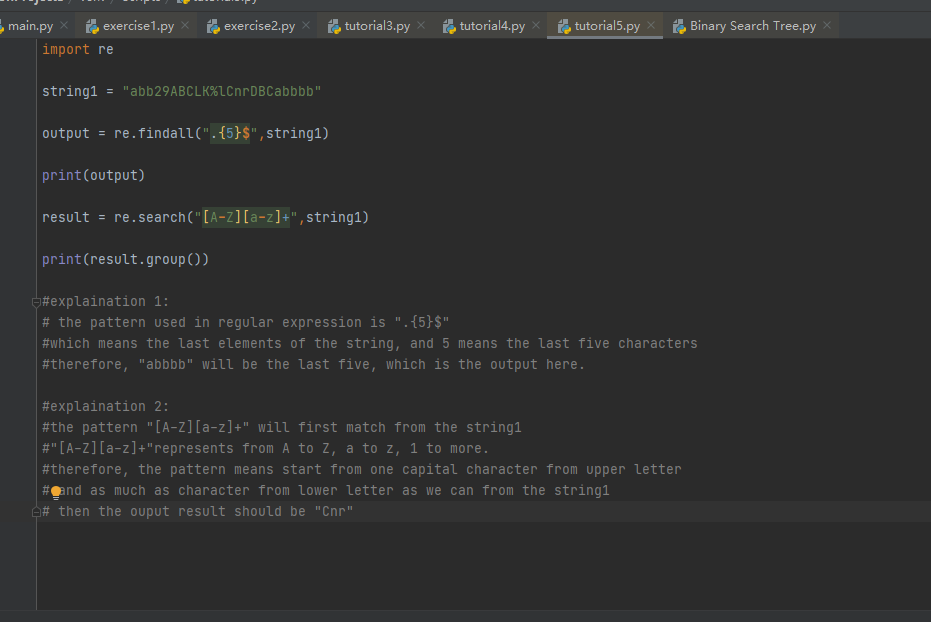 main.py exercise1.py exercise2.py tutorial3.py tutorial4.py tutorial5.py Binary Search Tree.py
import re
string1 = "abb29ABCLK%lCnrDBCabbbb"
output = re.findall(".{5}$",string1)
print(output)
result = re.search("[A-Z][a-z]+",string1)
print(result.group())
#explaination 1:
# the pattern used in regular expression is ".{5}$"
#which means the last elements of the string, and 5 means the last five characters
#therefore, "abbbb" will be the last five, which is the output here.
#explaination 2:
#the pattern "[A-Z][a-z]+" will first match from the string1
#"[A-Z][a-z]+"represents from A to Z, a to z, 1 to more.
#therefore, the pattern means start from one capital character from upper letter
#and as much as character from lower letter as we can from the string1
# then the ouput result should be "Cnr"